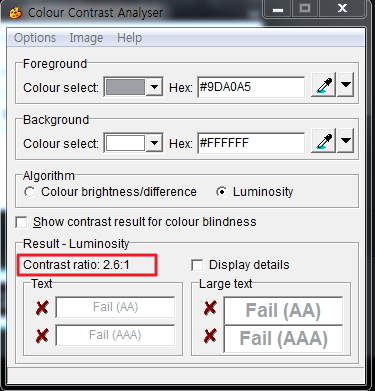 Colour Contrast Analyser
Options Image Help
Foreground
Colour select: Hex: #9DA0A5
Background
Colour select: Hex: #FFFFFF
Algorithm
Colour brightness/difference Luminosity
Show contrast result for colour blindness
Result - Luminosity
Contrast ratio: 2.6:1 Display details
Text Large text
Fail (AA) Fail (AA)
Fail (AAA) Fail (AAA)